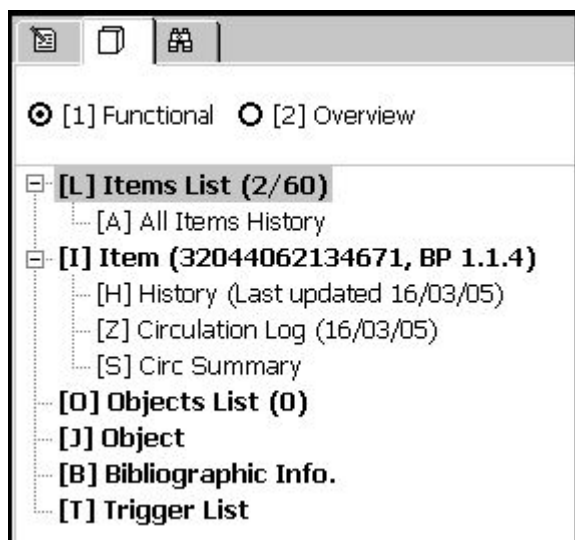 [1] Functional [2] Overview
[L] Items List (2/60)
[A] All Items History
[I] Item (32044062134671, BP 1.1.4)
[H] History (Last updated 16/03/05)
[Z] Circulation Log (16/03/05)
[S] Circ Summary
[O] Objects List (0)
[J] Object
[B] Bibliographic Info.
[T] Trigger List